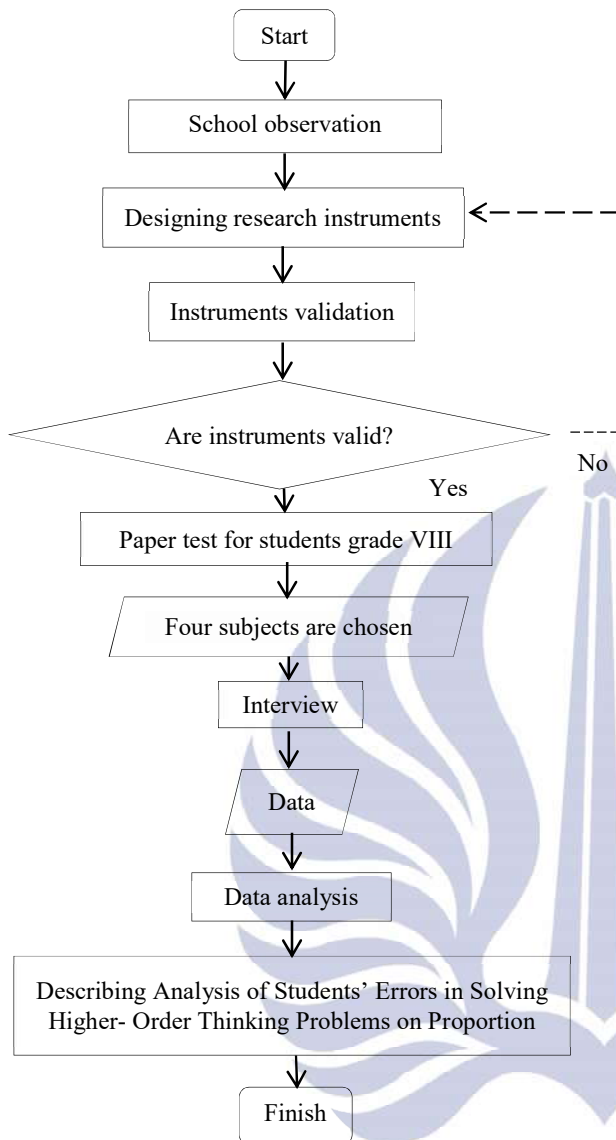 Start
School observation
Designing research instruments
Instruments validation
Are instruments valid?
No
Yes
Paper test for students grade VIII
Four subjects are chosen
Interview
Data
Data analysis
Describing Analysis of Students’ Errors in Solving
Higher- Order Thinking Problems on Proportion
Finish